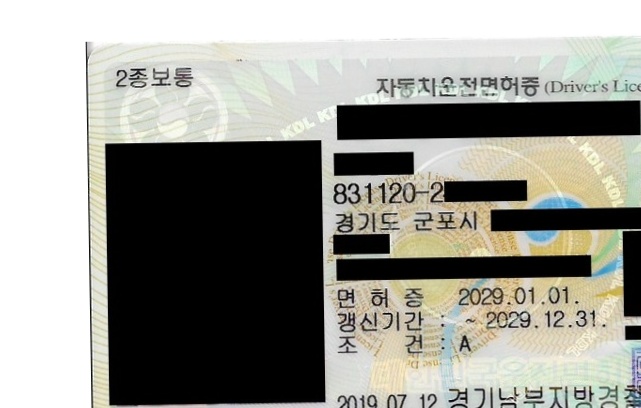 2종보통
자동차운전면허증 (Driver's Lice
831120-2
경기도 군포시
면 허 증 2029.01.01.
갱신기간 : ~ 2029.12.31.
조 건 : A
2019.07.12 경기남부지방경찰